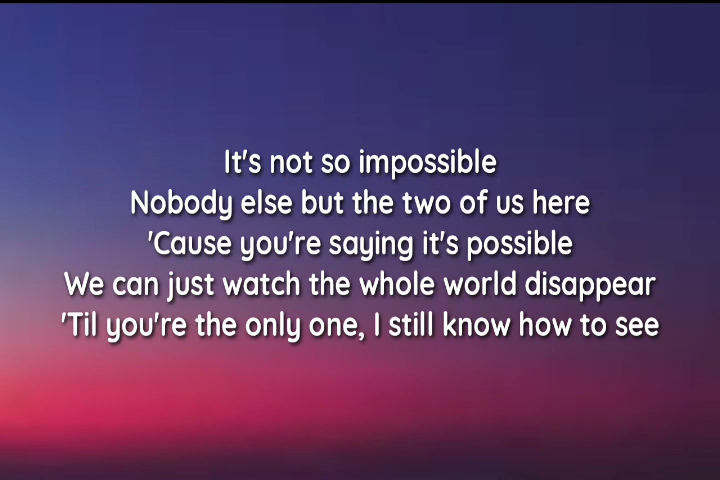 It's not so impossible
Nobody else but the two of us here
'Cause you're saying it's possible
We can just watch the whole world disappear
'Til you're the only one, I still know how to see